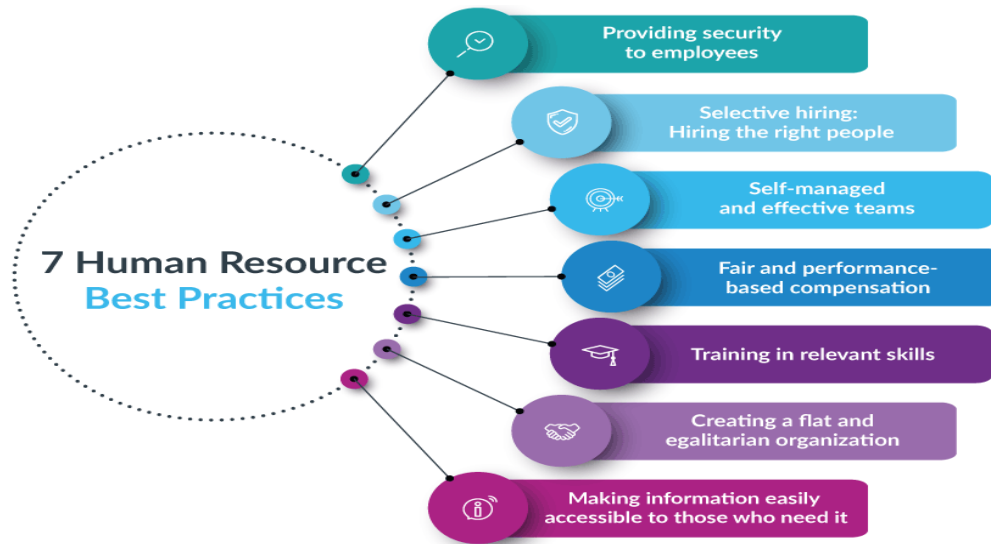 7 Human Resource
Best Practices
Providing security
to employees
Selective hiring:
Hiring the right people
Self-managed
and effective teams
Fair and performance-
based compensation
Training in relevant skills
Creating a flat and
egalitarian organization
Making information easily
accessible to those who need it